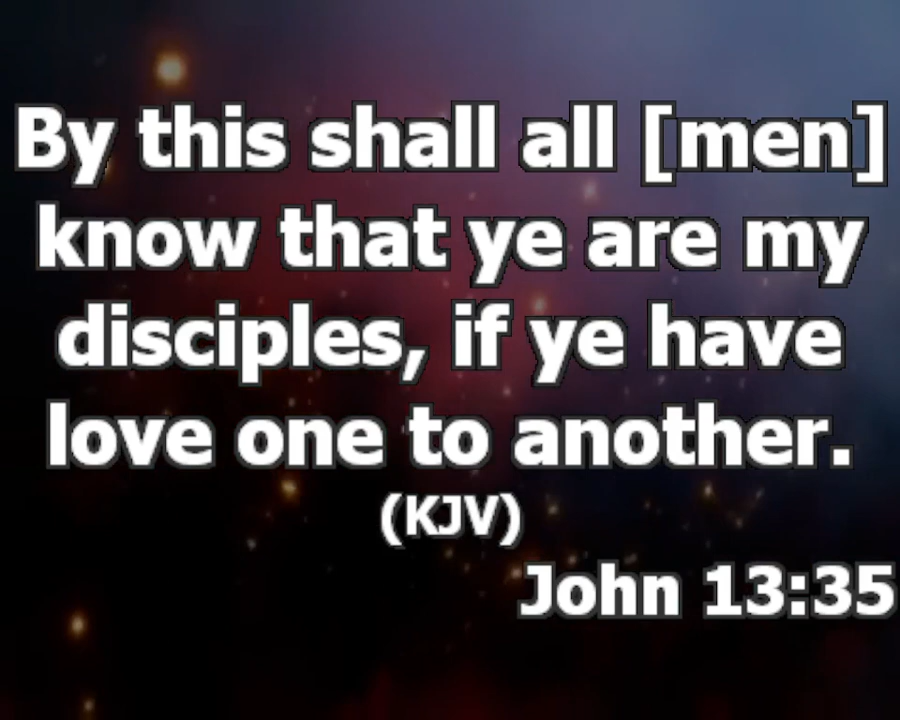 By this shall all [men]
know that ye are my
disciples, if ye have
love one to another.
(KJV)
John 13:35